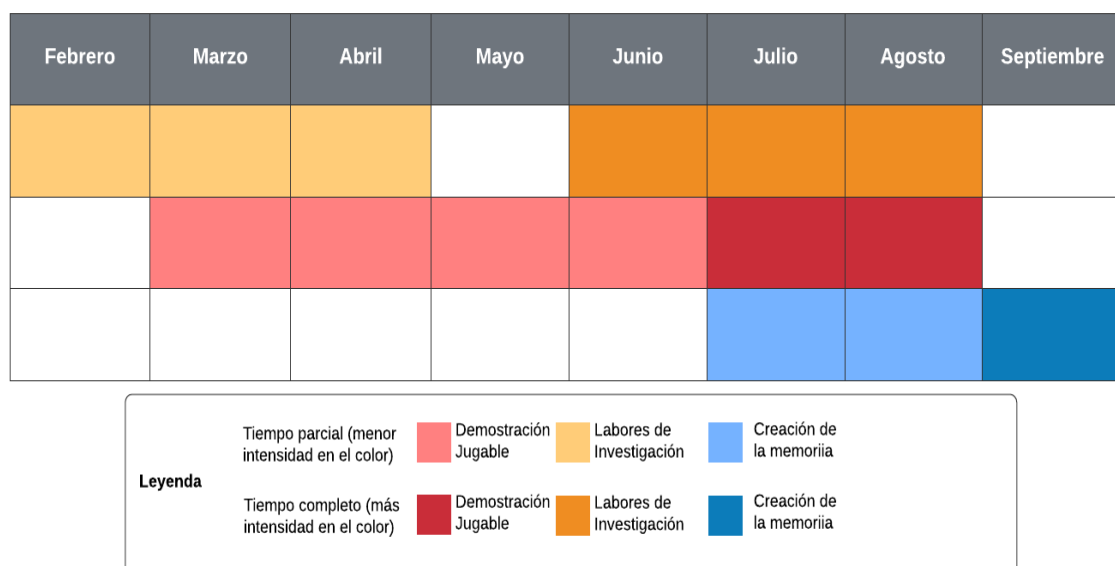 Febrero Marzo Abril Mayo Junio Julio Agosto Septiembre
Tiempo parcial (menor
intensidad en el color)
Demostración
Jugable
Labores de
Investigación
Creación de
la memoriia
Leyenda
Tiempo completo (más
intensidad en el color)
Demostración
Jugable
Labores de
Investigación
Creación de
la memoriia